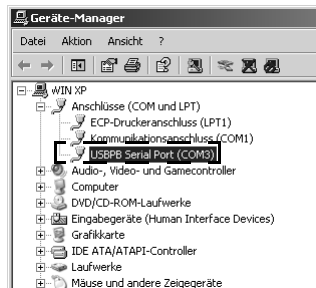 Geräte-Manager
Datei Aktion Ansicht ?
WIN XP
Anschlüsse (COM und LPT)
ECP-Druckeranschluss (LPT1)
Kommunikationsanschluss (COM1)
USBPB Serial Port (COM3)
Audio-, Video- und Gamecontroller
Computer
DVD/CD-ROM-Laufwerke
Eingabegeräte (Human Interface Devices)
Grafikkarte
IDE ATA/ATAPI-Controller
Laufwerke
Mäuse und andere Zeigegeräte